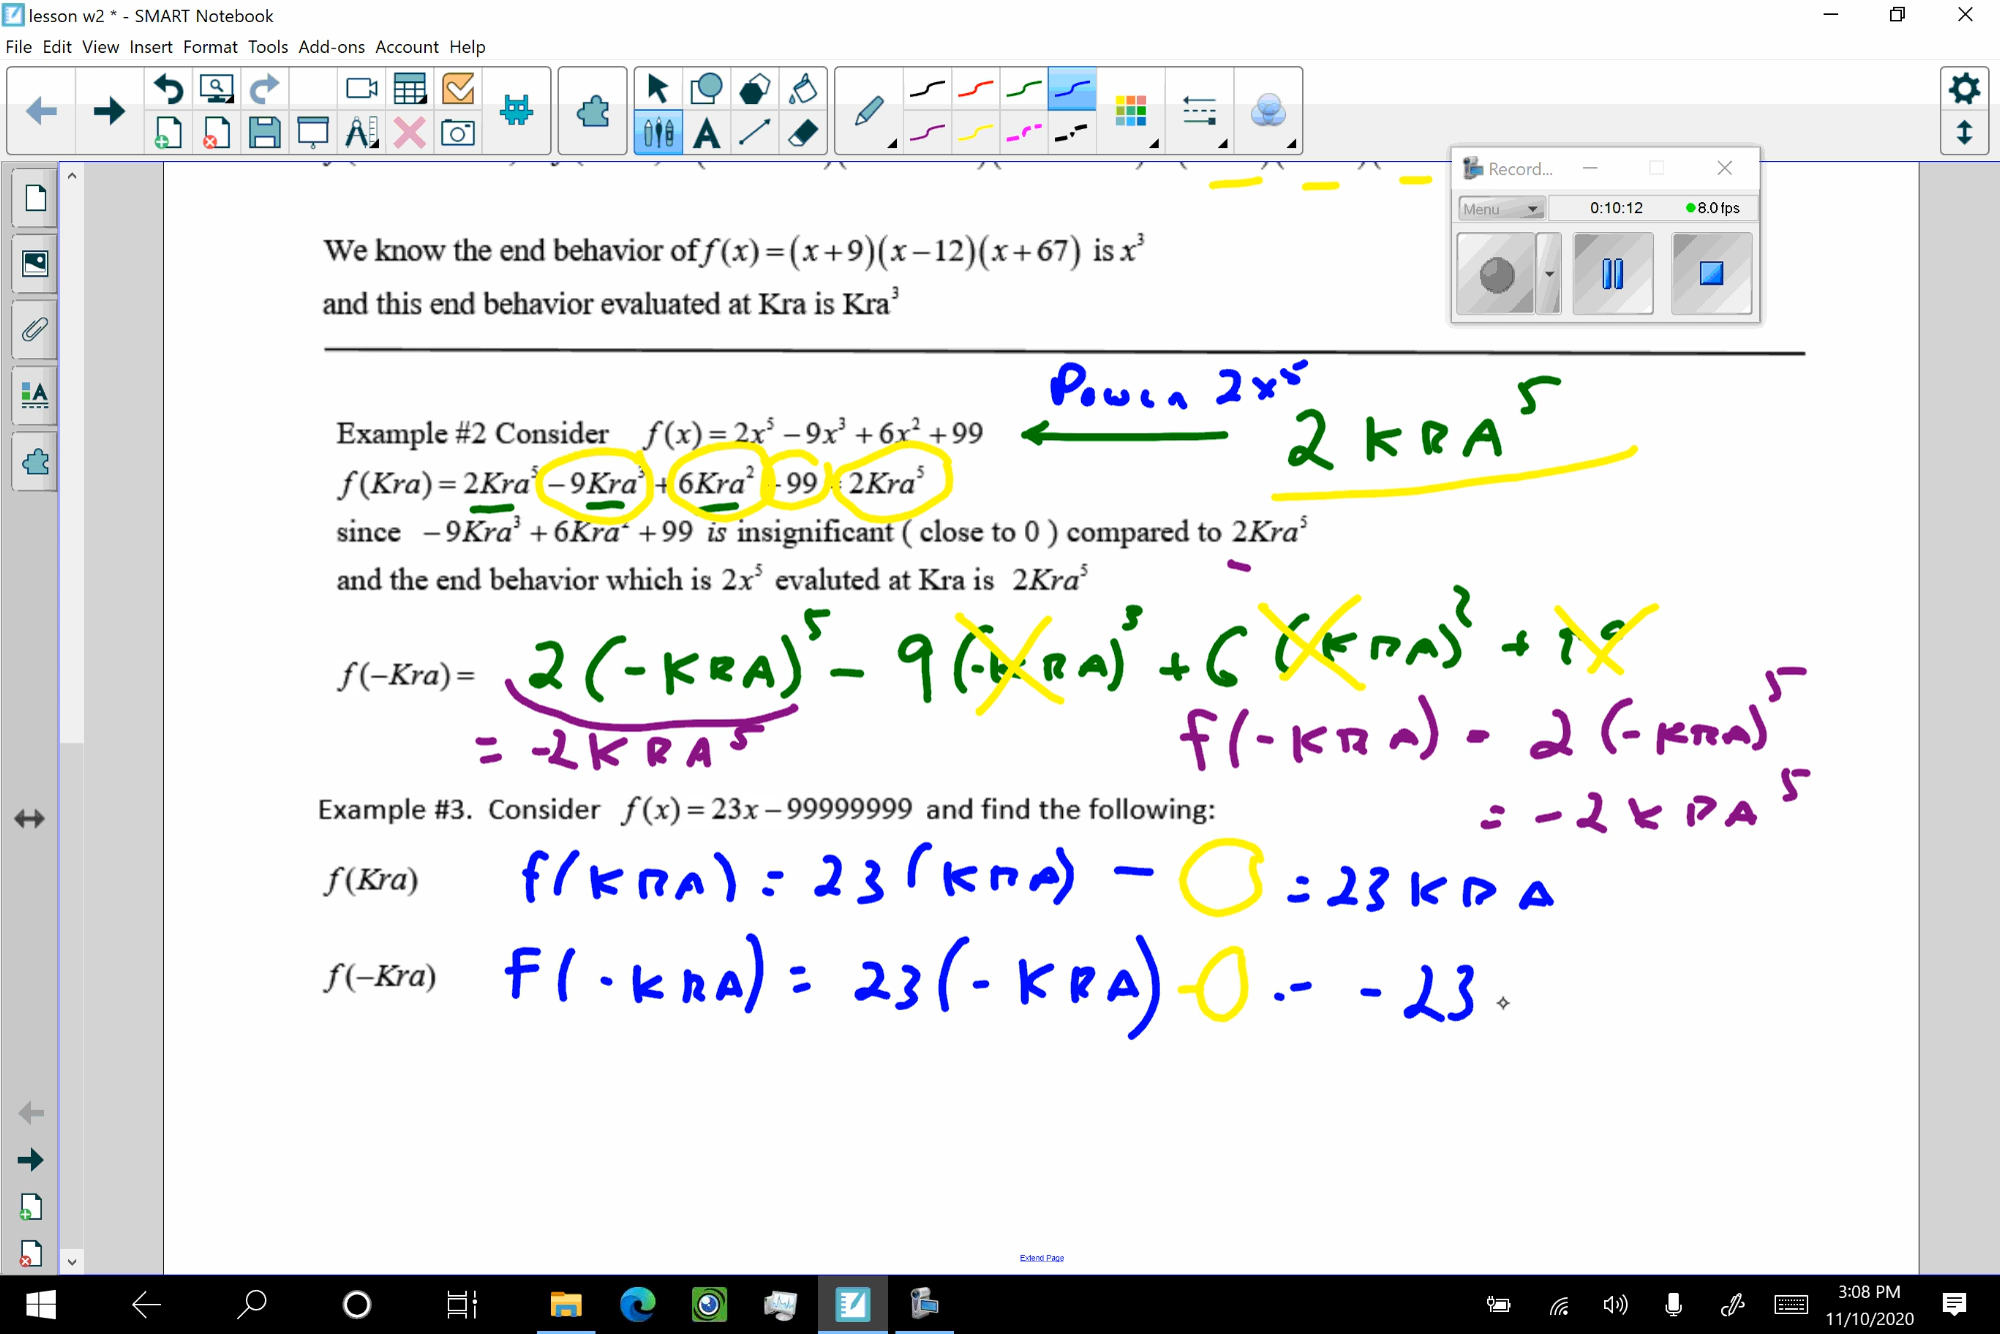 lesson w2 * - SMART Notebook
File Edit View Insert Format Tools Add-ons Account Help
Record...
Menu 0:10:12 8.0 fps
We know the end behavior of f(x) = (x+9)(x−12)(x+67) is x³
and this end behavior evaluated at Kra is Kra³
Power 2x⁵
2 KRA⁵
Example #2 Consider f(x) = 2x⁵ − 9x³ + 6x² + 99
f(Kra) = 2Kra⁵ − 9Kra³ + 6Kra² 99 2Kra⁵
since −9Kra³ + 6Kra² + 99 is insignificant ( close to 0 ) compared to 2Kra⁵
and the end behavior which is 2x⁵ evaluted at Kra is 2Kra⁵
f(−Kra) = 2(-KRA)⁵ − 9(-KRA)³ + 6(-KRA)² + 99
= -2KRA⁵
f(-KRA) = 2(-KRA)⁵
= -2KRA⁵
Example #3. Consider f(x) = 23x − 99999999 and find the following:
f(Kra) f(KRA) = 23(KRA) − 0 = 23KRA
f(−Kra) F(-KRA) = 23(-KRA) - 0 = -23
Extend Page
3:08 PM
11/10/2020